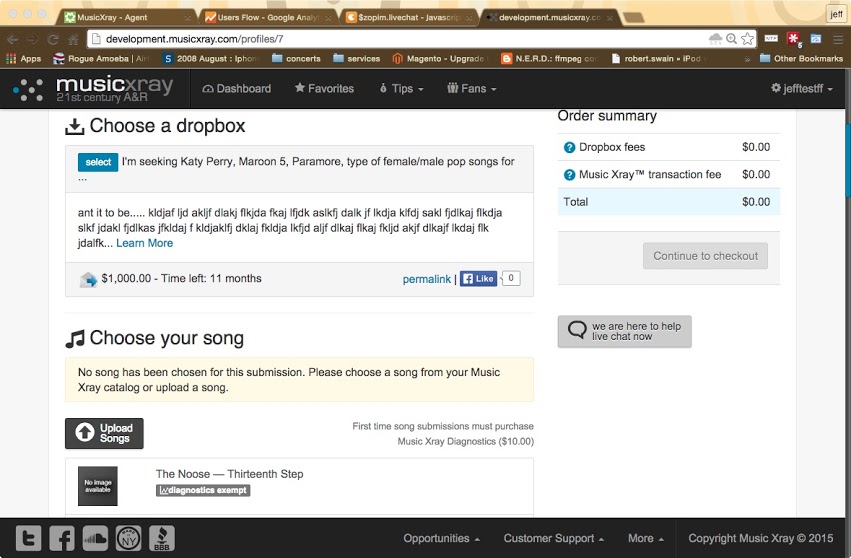 jeff
MusicXray - Agent
Users Flow - Google Analyt
$zopim.livechat - Javascrip
development.musicxray.co
development.musicxray.com/profiles/7
Apps
Rogue Amoeba | Air
2008 August : Iphon
concerts
services
Magento - Upgrade
N.E.R.D.: ffmpeg co
robert.swain » iPod
»
Other Bookmarks
musicxray
21st century A&R
Dashboard
Favorites
Tips
Fans
jefftestff
Choose a dropbox
select I'm seeking Katy Perry, Maroon 5, Paramore, type of female/male pop songs for
...
ant it to be..... kldjaf ljd akljf dlakj flkjda fkaj lfjdk aslkfj dalk jf lkdja klfdj sakl fjdlkaj flkdja
slkf jdakl fjdlkas jfkldaj f kldjaklfj dklaj fkldja lkfjd aljf dlkaj flkaj fkljd akjf dlkajf lkdaj flk
jdalfk... Learn More
$1,000.00 - Time left: 11 months
permalink | Like 0
Choose your song
No song has been chosen for this submission. Please choose a song from your Music
Xray catalog or upload a song.
Upload
Songs
First time song submissions must purchase
Music Xray Diagnostics ($10.00)
No image
available
The Noose — Thirteenth Step
diagnostics exempt
Order summary
Dropbox fees $0.00
Music Xray™ transaction fee $0.00
Total $0.00
Continue to checkout
we are here to help
live chat now
BBB
Opportunities
Customer Support
More
Copyright Music Xray © 2015